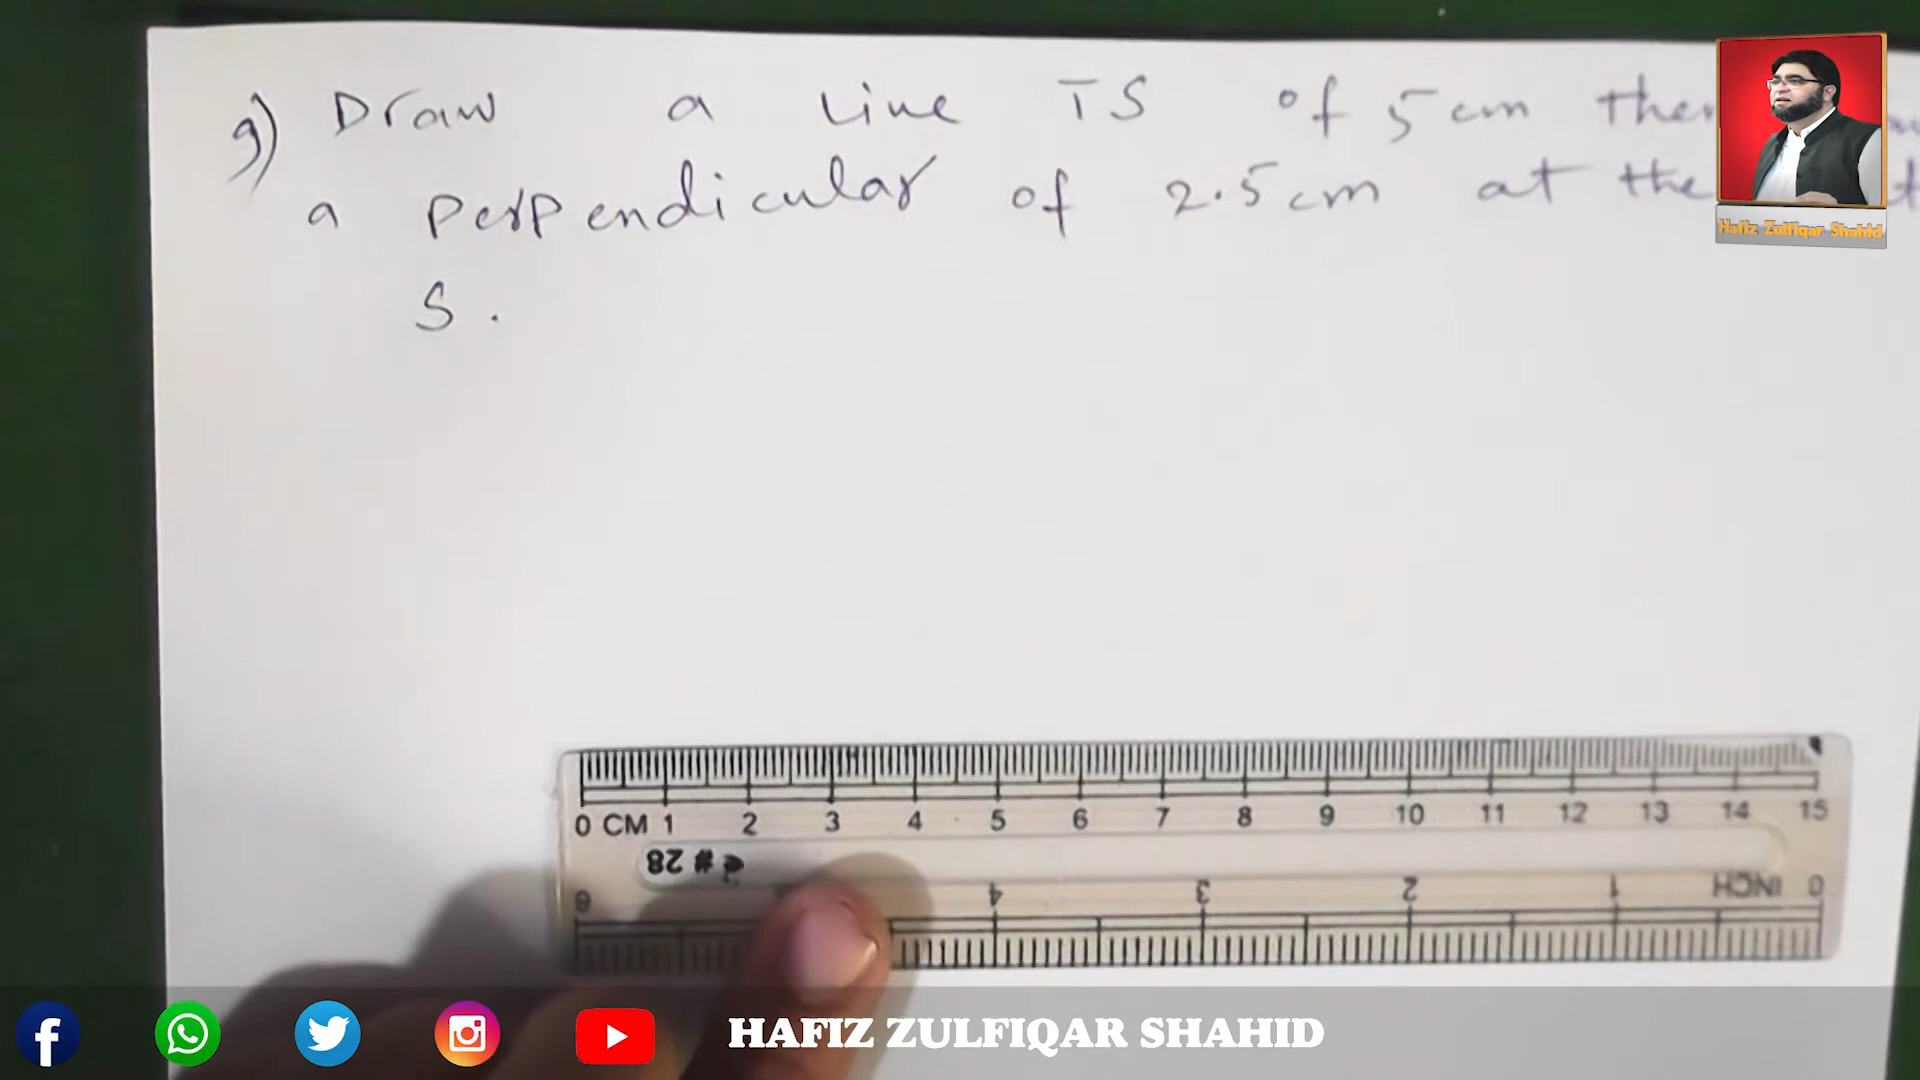 g) Draw a line TS of 5 cm then
a perpendicular of 2.5 cm at the
S.
Hafiz Zulfiqar Shahid
0 CM 1 2 3 4 5 6 7 8 9 10 11 12 13 14 15
# 28
6 4 3 2 1 INCH 0
HAFIZ ZULFIQAR SHAHID